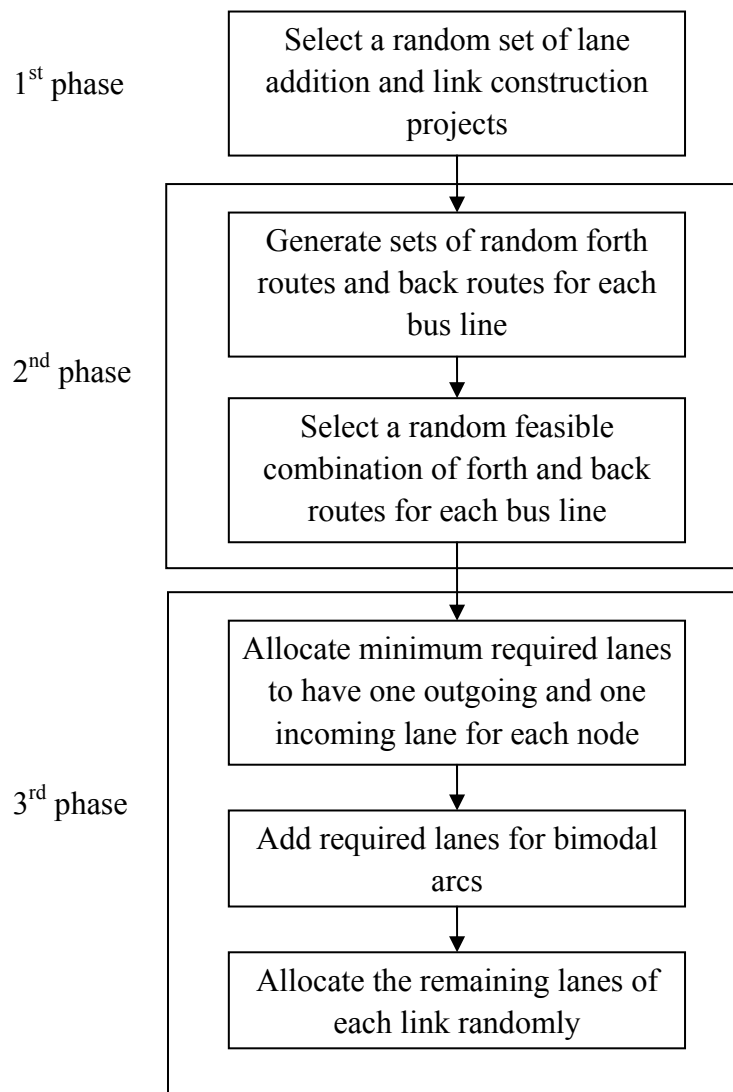 1st phase
Select a random set of lane
addition and link construction
projects
2nd phase
Generate sets of random forth
routes and back routes for each
bus line
Select a random feasible
combination of forth and back
routes for each bus line
3rd phase
Allocate minimum required lanes
to have one outgoing and one
incoming lane for each node
Add required lanes for bimodal
arcs
Allocate the remaining lanes of
each link randomly